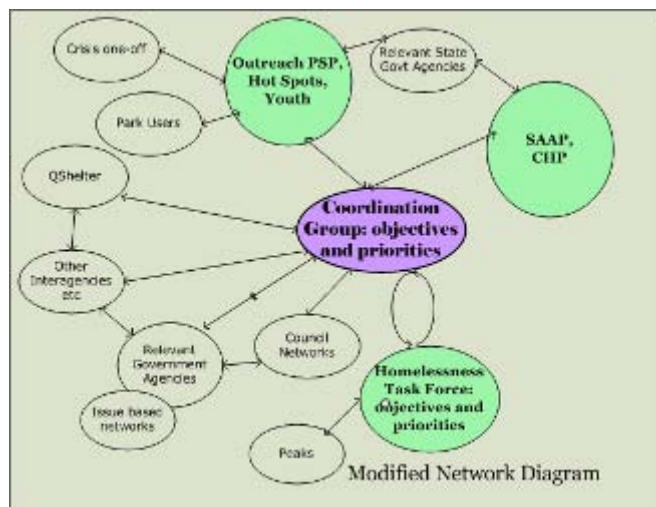 Crisis one-off
Outreach PSP,
Hot Spots,
Youth
Relevant State
Govt Agencies
Park Users
SAAP,
CHP
QShelter
Coordination
Group: objectives
and priorities
Other
Interagencies
etc
Relevant
Government
Agencies
Council
Networks
Issue based
networks
Homelessness
Task Force:
objectives and
priorities
Peaks
Modified Network Diagram